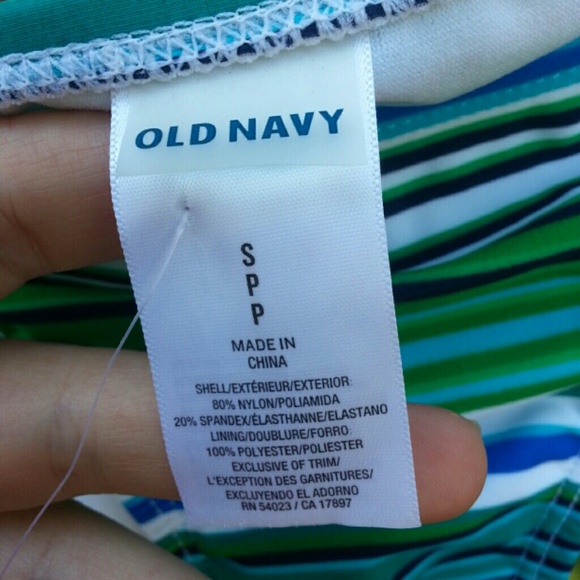 OLD NAVY
S
P
P
MADE IN
CHINA
SHELL/EXTÉRIEUR/EXTERIOR:
80% NYLON/POLIAMIDA
20% SPANDEX/ÉLASTHANNE/ELASTANO
LINING/DOUBLURE/FORRO:
100% POLYESTER/POLIESTER
EXCLUSIVE OF TRIM/
L'EXCEPTION DES GARNITURES/
EXCLUYENDO EL ADORNO
RN 54023 / CA 17897